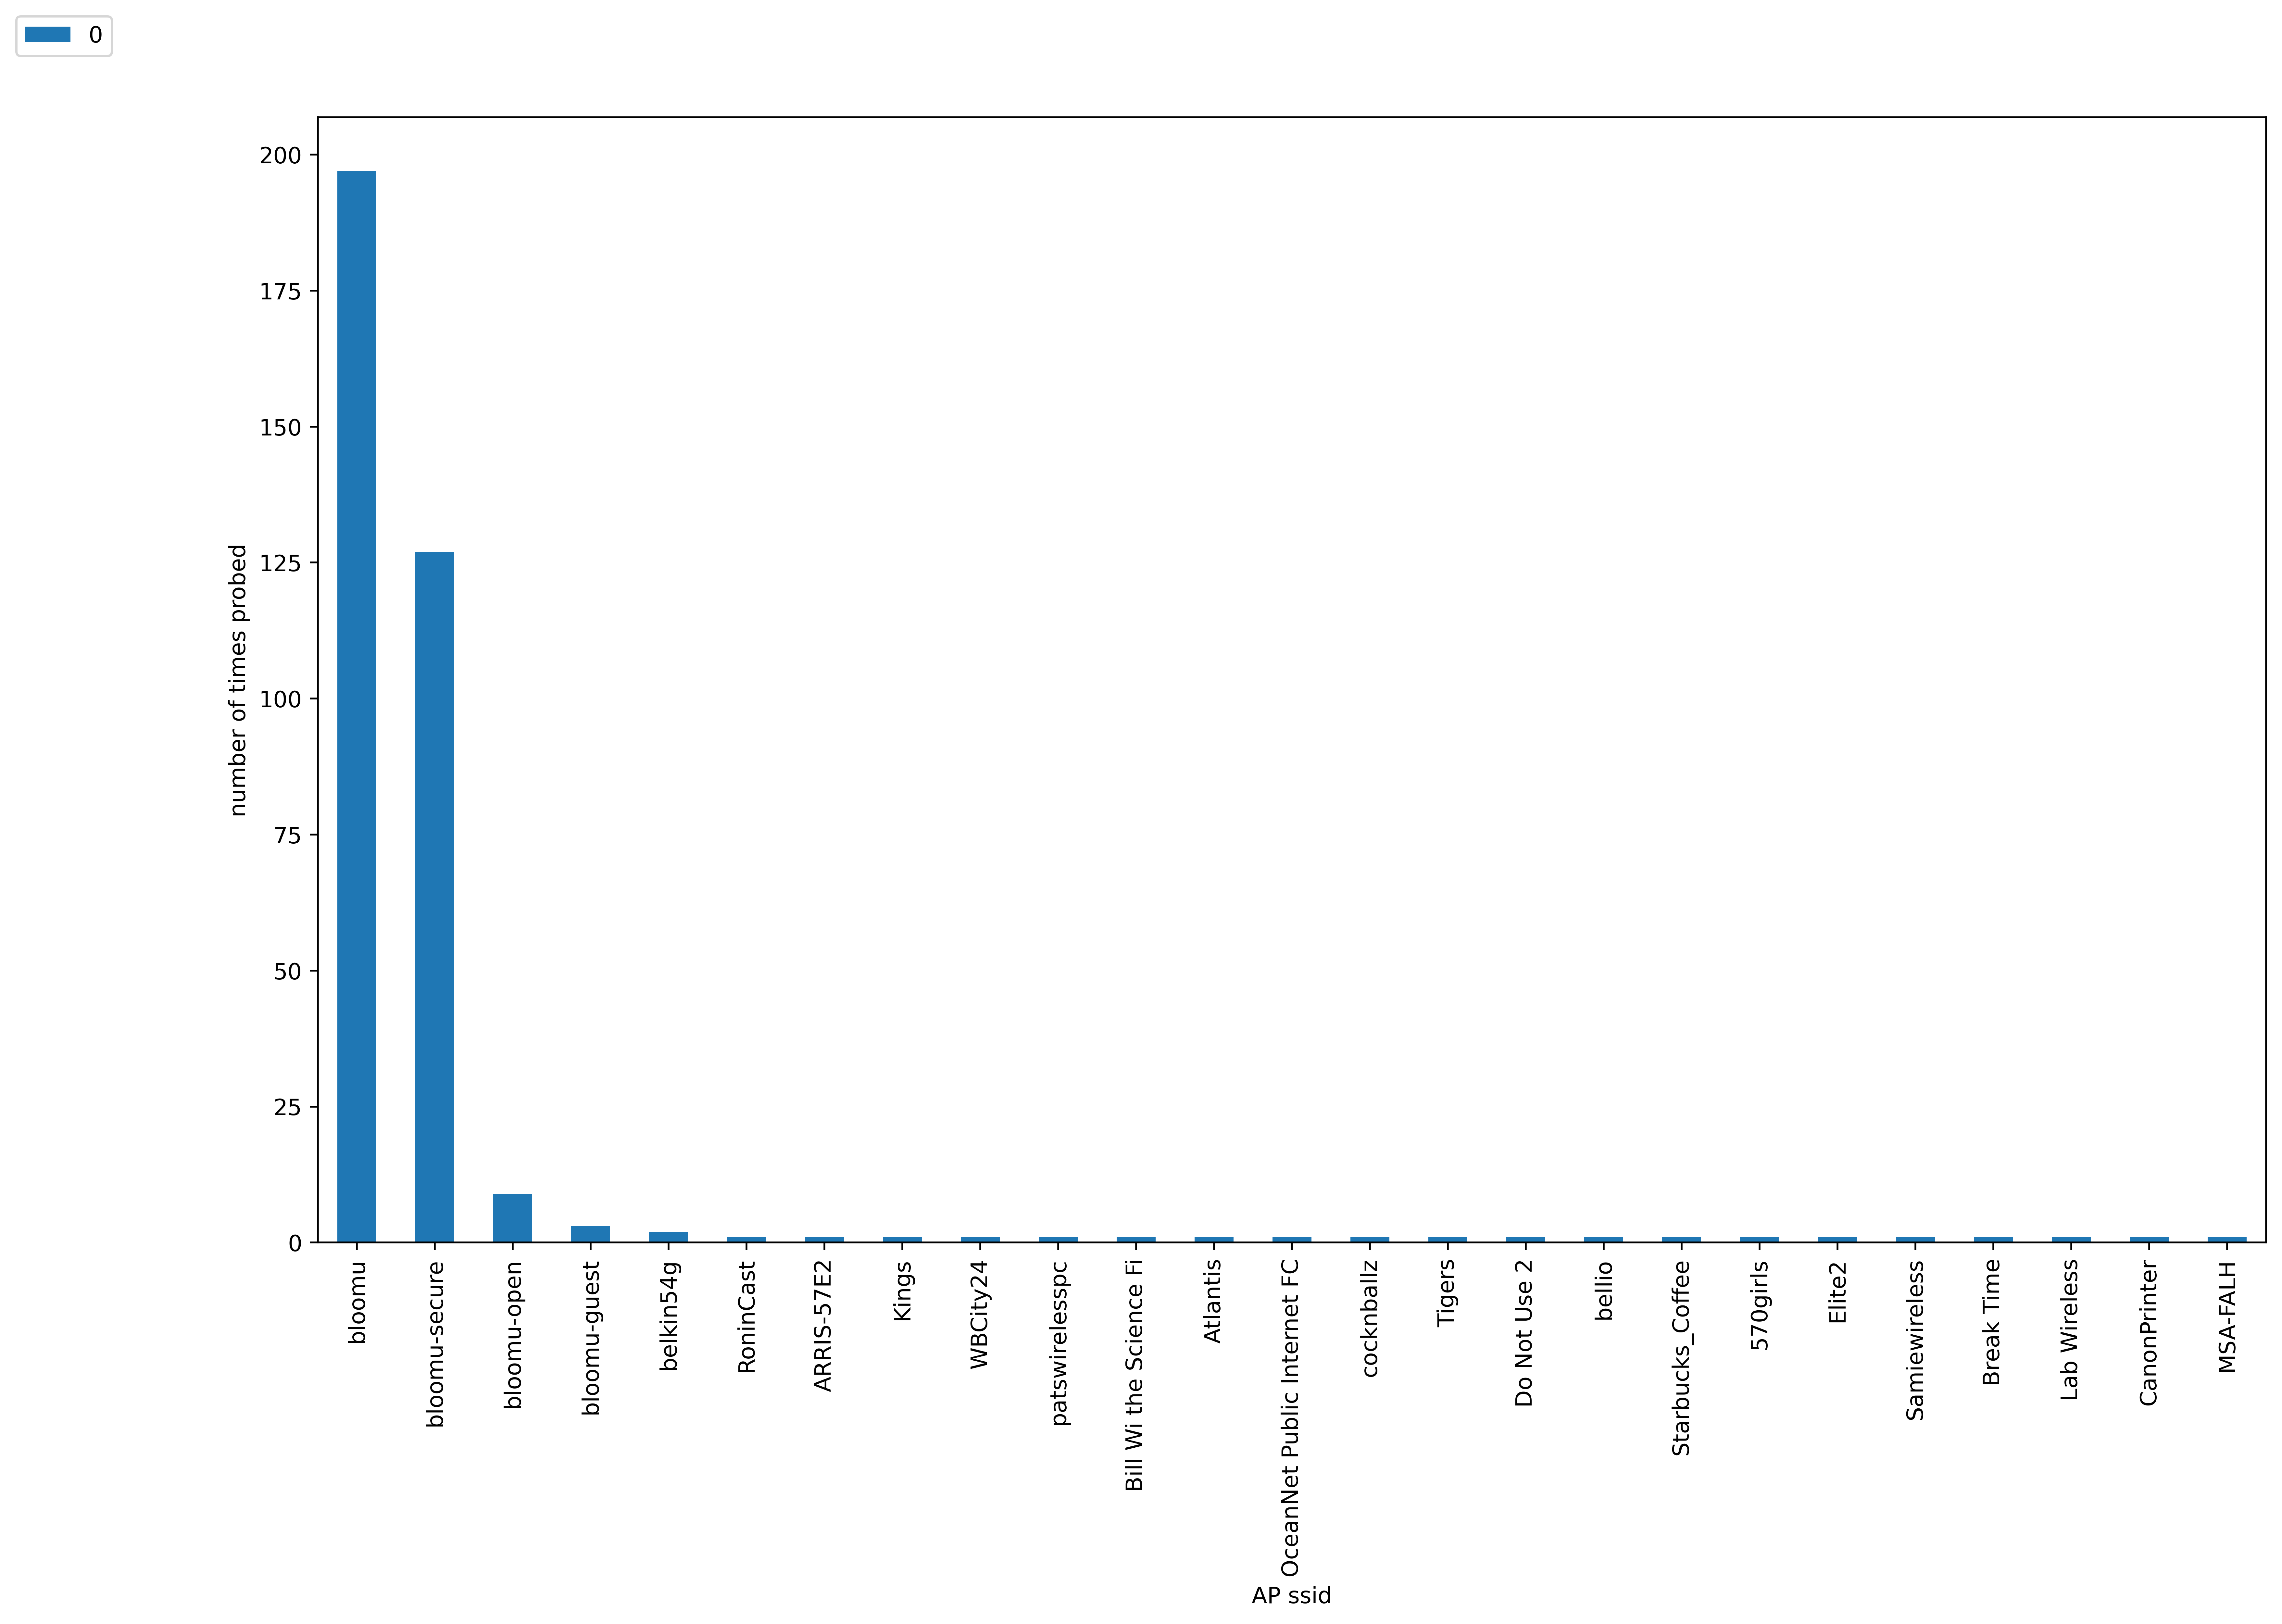 0
200
175
150
125
100
75
50
25
0
number of times probed
bloomu
bloomu-secure
bloomu-open
bloomu-guest
belkin54g
RoninCast
ARRIS-57E2
Kings
WBCity24
patswirelesspc
Bill Wi the Science Fi
Atlantis
OceanNet Public Internet FC
cocknballz
Tigers
Do Not Use 2
bellio
Starbucks_Coffee
570girls
Elite2
Samiewireless
Break Time
Lab Wireless
CanonPrinter
MSA-FALH
AP ssid